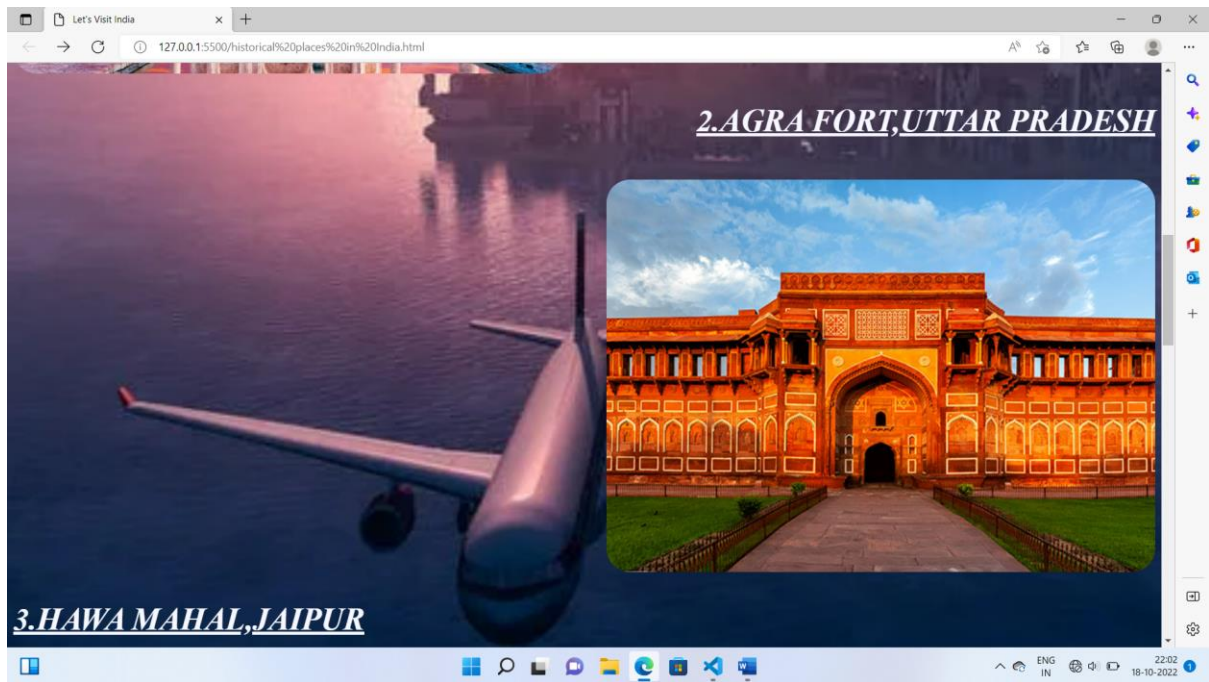 Let's Visit India
127.0.0.1:5500/historical%20places%20in%20India.html
2.AGRA FORT,UTTAR PRADESH
3.HAWA MAHAL,JAIPUR
ENG
IN
22:02
18-10-2022
1